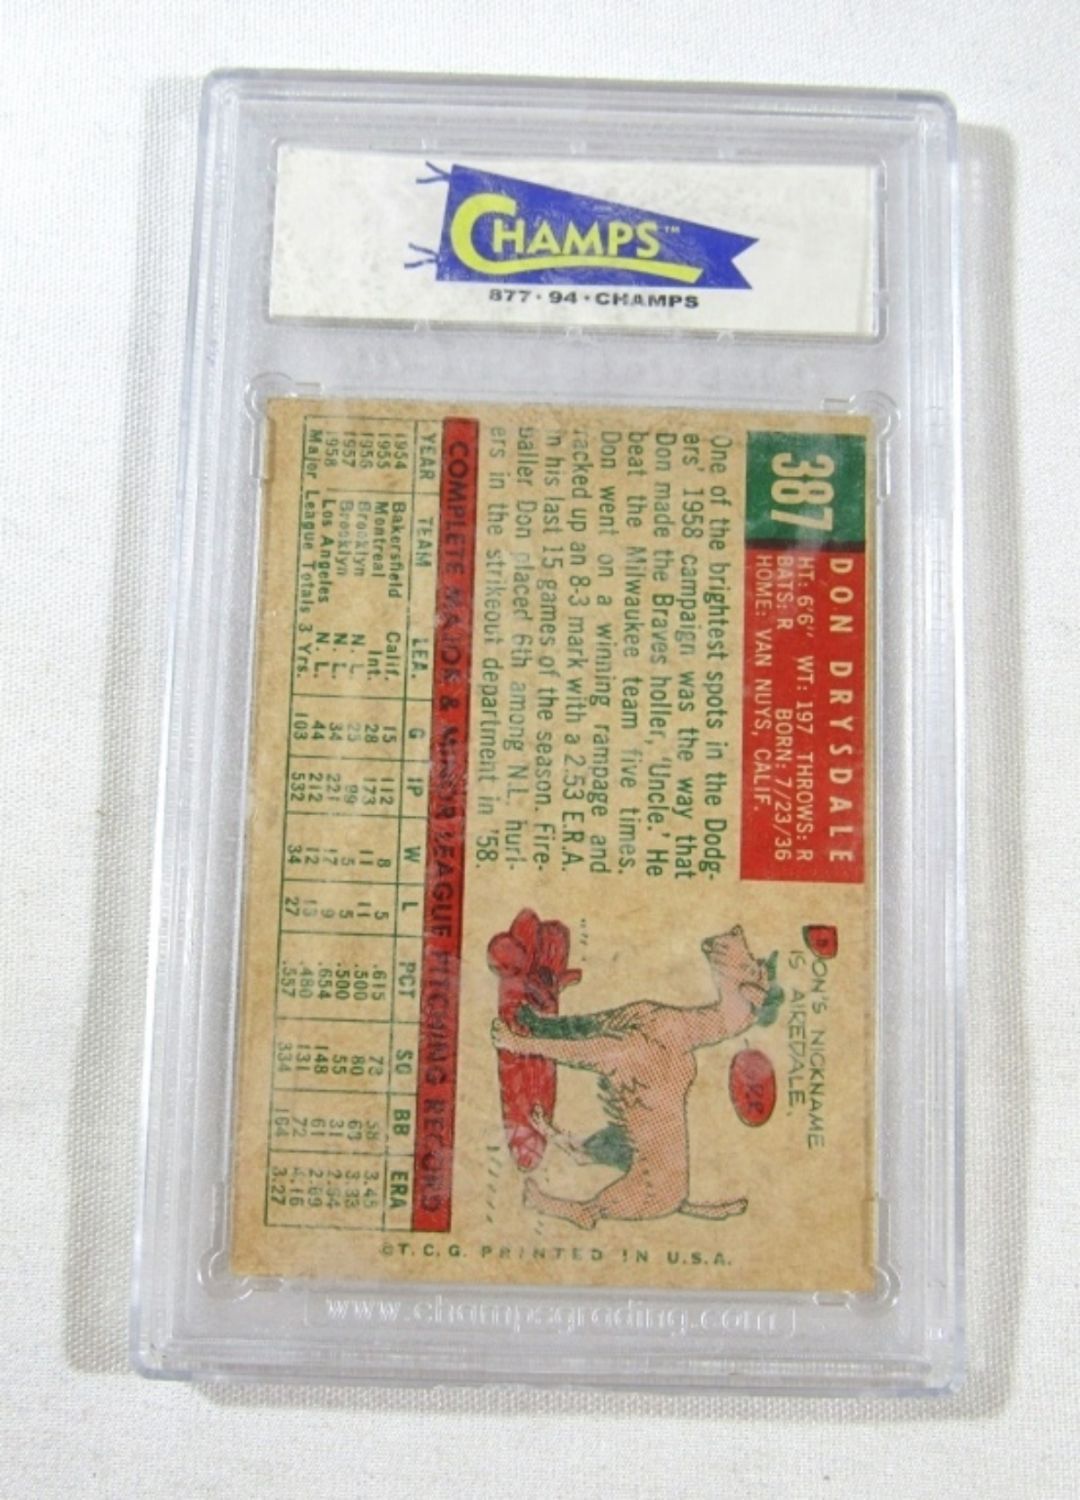 CHAMPS™
877·94·CHAMPS
387
DON DRYSDALE
HT: 6'6" WT: 197 THROWS: R
BATS: R BORN: 7/23/36
HOME: VAN NUYS, CALIF.
One of the brightest spots in the Dodg-
ers' 1958 campaign was the way that
Don made the Braves holler, 'Uncle.' He
beat the Milwaukee team five times.
Don went on a winning rampage and
racked up an 8-3 mark with a 2.53 E.R.A.
in his last 15 games of the season. Fire-
baller Don placed 6th among N.L. hurl-
ers in the strikeout department in '58.
DON'S NICKNAME
IS AIREDALE.
V.P.
COMPLETE MAJOR & MINOR LEAGUE PITCHING RECORD
YEAR TEAM LEA. G IP W L PCT SO BB ERA
1954 Bakersfield Calif. 15 112 8 5 .615 73 58 3.45
1955 Montreal Int. 28 173 11 11 .500 80 63 3.33
1956 Brooklyn N. L. 25 99 5 5 .500 55 31 2.64
1957 Brooklyn N. L. 34 221 17 9 .654 148 61 2.69
1958 Los Angeles N. L. 44 212 12 13 .480 131 72 4.16
Major League Totals 3 Yrs. 103 532 34 27 .557 334 164 3.27
©T.C.G. PRINTED IN U.S.A.
www.champsgrading.com